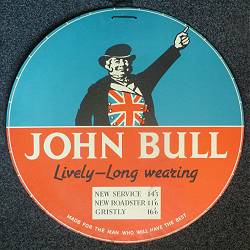 JOHN BULL
Lively—Long wearing
NEW SERVICE 14'3
NEW ROADSTER 11'6
GRISTLY 16'6
MADE FOR THE MAN WHO WILL HAVE THE BEST